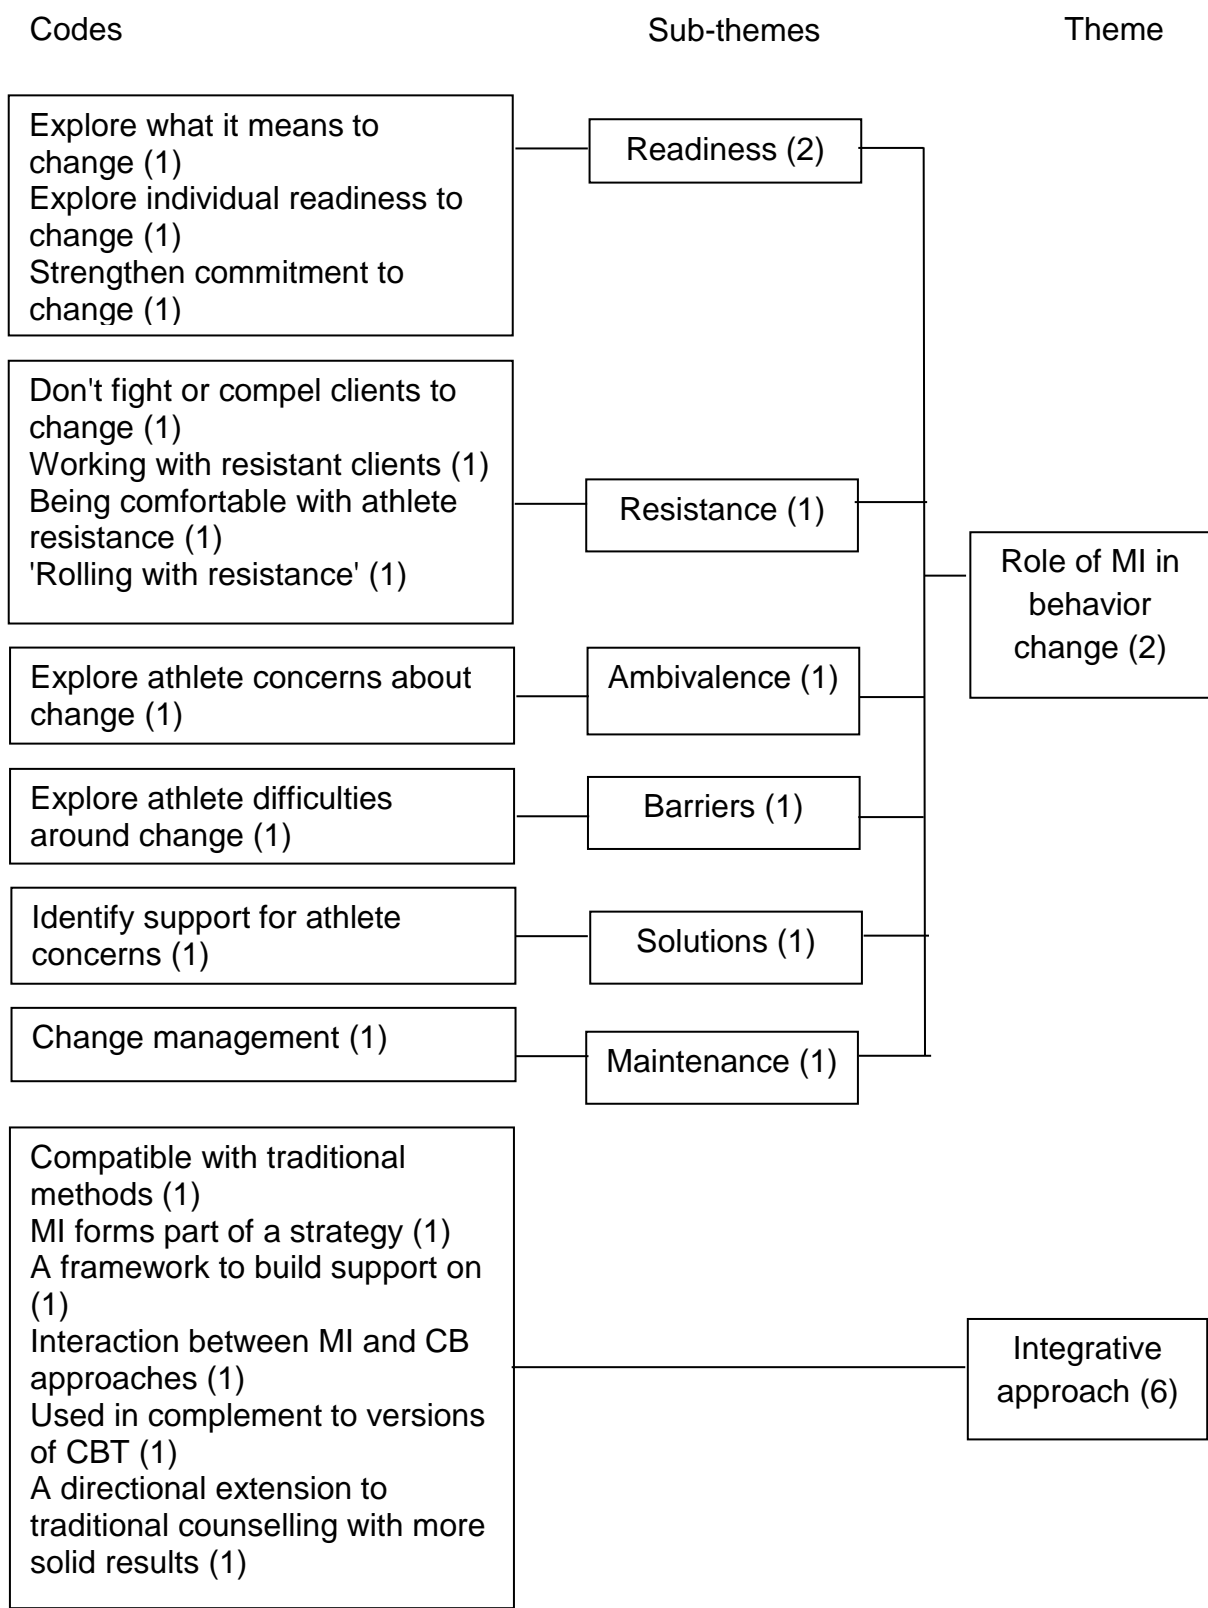 Codes
Sub-themes
Theme
Explore what it means to
change (1)
Explore individual readiness to
change (1)
Strengthen commitment to
change (1)
Readiness (2)
Don't fight or compel clients to
change (1)
Working with resistant clients (1)
Being comfortable with athlete
resistance (1)
'Rolling with resistance' (1)
Resistance (1)
Role of MI in
behavior
change (2)
Explore athlete concerns about
change (1)
Ambivalence (1)
Explore athlete difficulties
around change (1)
Barriers (1)
Identify support for athlete
concerns (1)
Solutions (1)
Change management (1)
Maintenance (1)
Compatible with traditional
methods (1)
MI forms part of a strategy (1)
A framework to build support on
(1)
Interaction between MI and CB
approaches (1)
Used in complement to versions
of CBT (1)
A directional extension to
traditional counselling with more
solid results (1)
Integrative
approach (6)